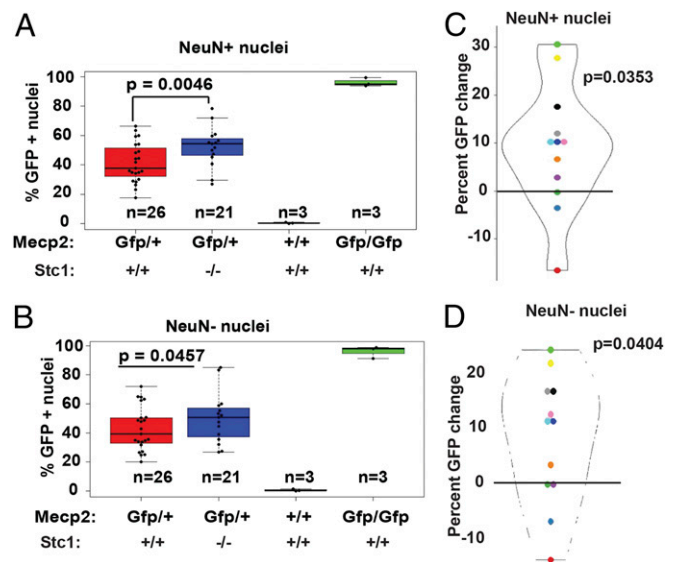 A
NeuN+ nuclei
p = 0.0046
% GFP + nuclei
100
80
60
40
20
0
n=26 n=21 n=3 n=3
Mecp2: Gfp/+ Gfp/+ +/+ Gfp/Gfp
Stc1: +/+ -/- +/+ +/+
B
NeuN- nuclei
p = 0.0457
% GFP + nuclei
100
80
60
40
20
0
n=26 n=21 n=3 n=3
Mecp2: Gfp/+ Gfp/+ +/+ Gfp/Gfp
Stc1: +/+ -/- +/+ +/+
C
NeuN+ nuclei
p=0.0353
Percent GFP change
30
20
10
0
-10
D
NeuN- nuclei
p=0.0404
Percent GFP change
20
10
0
-10